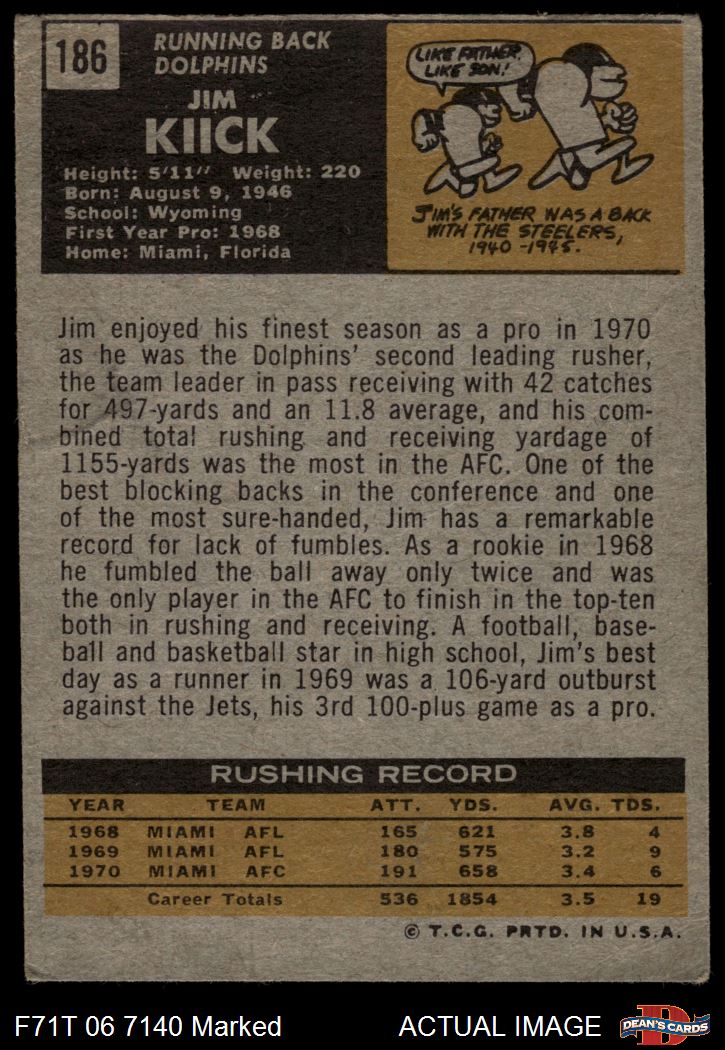 186
RUNNING BACK
DOLPHINS
JIM
KIICK
Height: 5'11" Weight: 220
Born: August 9, 1946
School: Wyoming
First Year Pro: 1968
Home: Miami, Florida
LIKE FATHER,
LIKE SON!
JIM'S FATHER WAS A BACK
WITH THE STEELERS,
1940-1945.
Jim enjoyed his finest season as a pro in 1970
as he was the Dolphins' second leading rusher,
the team leader in pass receiving with 42 catches
for 497-yards and an 11.8 average, and his com-
bined total rushing and receiving yardage of
1155-yards was the most in the AFC. One of the
best blocking backs in the conference and one
of the most sure-handed, Jim has a remarkable
record for lack of fumbles. As a rookie in 1968
he fumbled the ball away only twice and was
the only player in the AFC to finish in the top-ten
both in rushing and receiving. A football, base-
ball and basketball star in high school, Jim's best
day as a runner in 1969 was a 106-yard outburst
against the Jets, his 3rd 100-plus game as a pro.
RUSHING RECORD
YEAR TEAM ATT. YDS. AVG. TDS.
1968 MIAMI AFL 165 621 3.8 4
1969 MIAMI AFL 180 575 3.2 9
1970 MIAMI AFC 191 658 3.4 6
Career Totals 536 1854 3.5 19
© T.C.G. PRTD. IN U.S.A.
F71T 06 7140 Marked ACTUAL IMAGE D DEAN'S CARDS